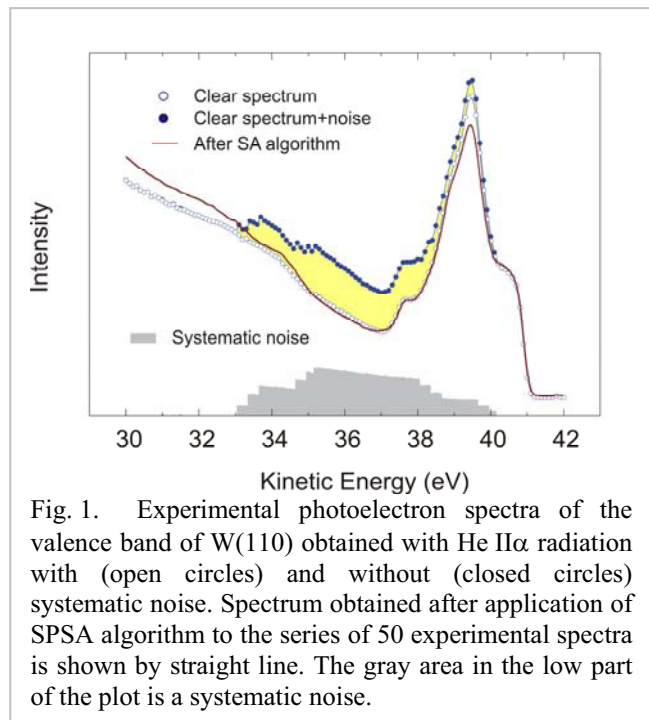 Clear spectrum
Clear spectrum+noise
After SA algorithm
Intensity
Systematic noise
30 32 34 36 38 40 42
Kinetic Energy (eV)
Fig. 1. Experimental photoelectron spectra of the
valence band of W(110) obtained with He IIα radiation
with (open circles) and without (closed circles)
systematic noise. Spectrum obtained after application of
SPSA algorithm to the series of 50 experimental spectra
is shown by straight line. The gray area in the low part
of the plot is a systematic noise.